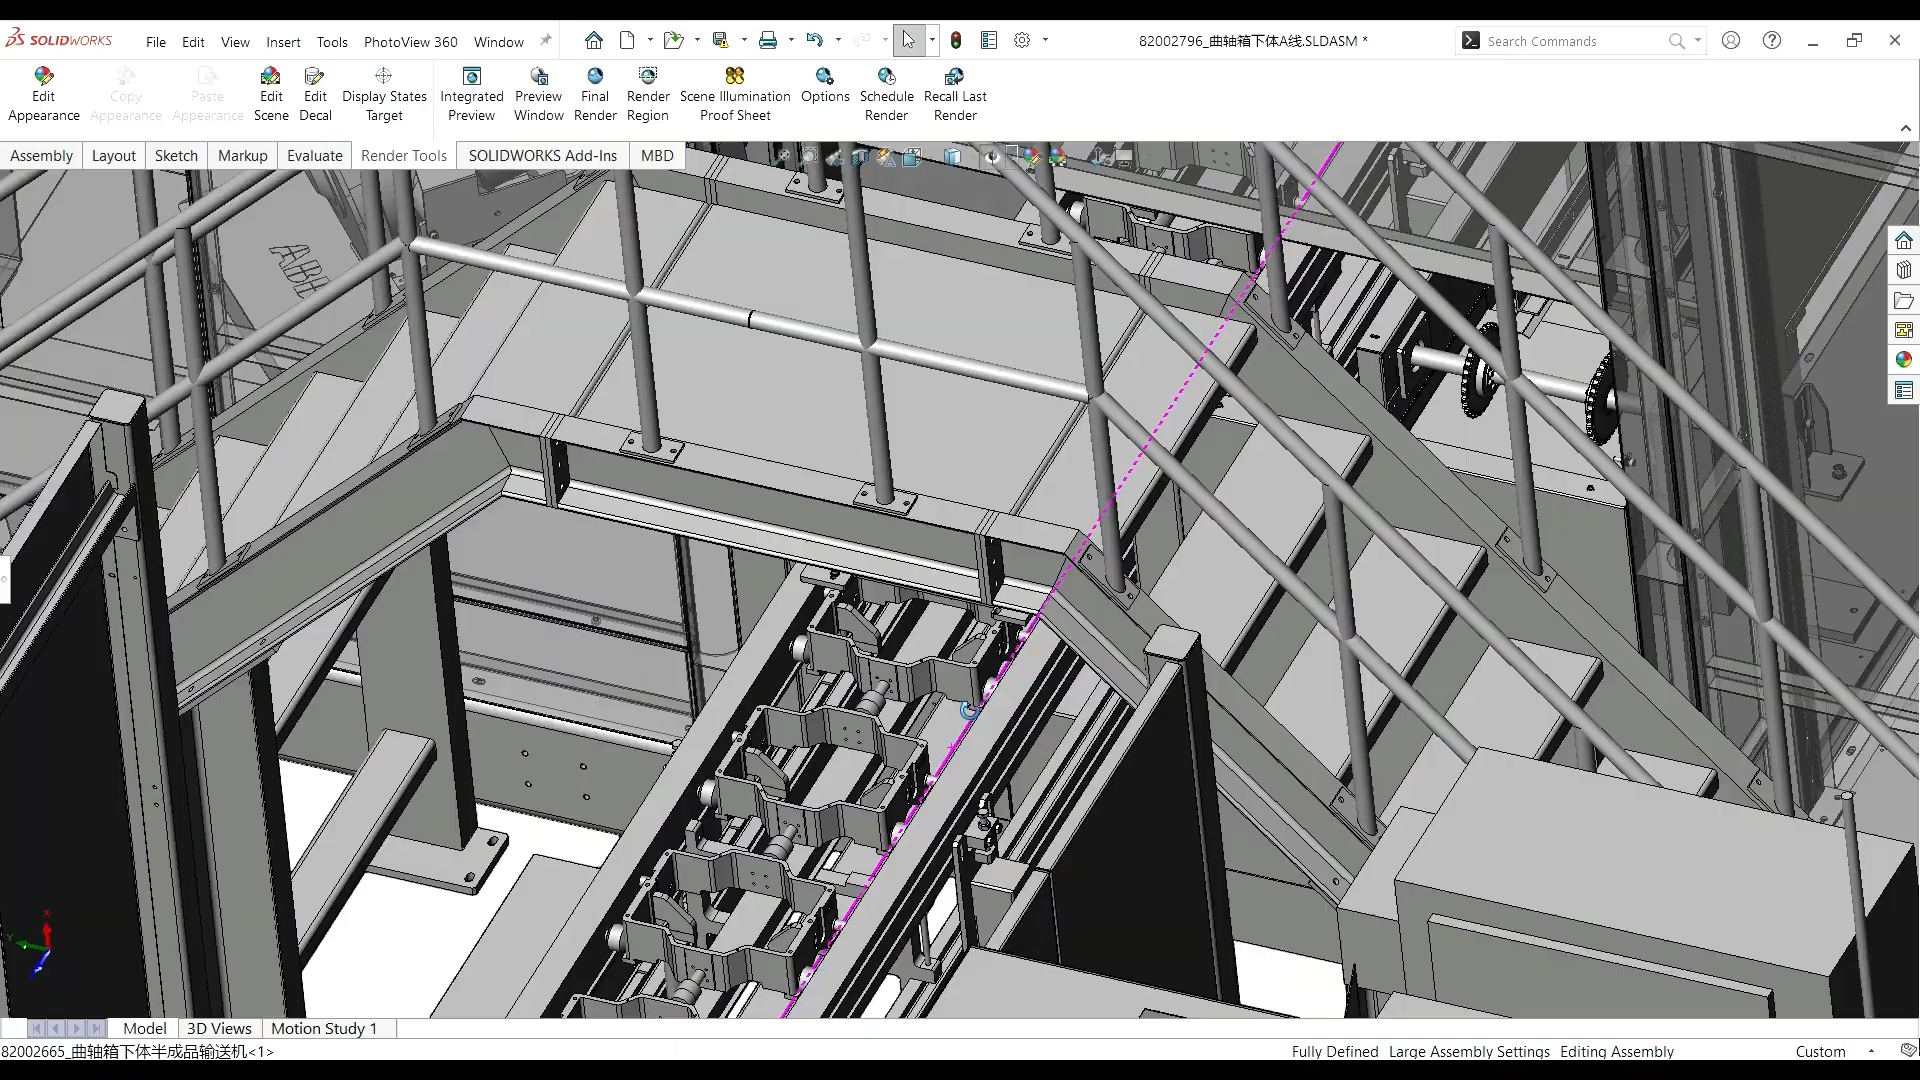 SOLIDWORKS File Edit View Insert Tools PhotoView 360 Window 82002796_曲轴箱下体A线.SLDASM * Search Commands
Edit Appearance
Copy Appearance
Paste Appearance
Edit Scene
Edit Decal
Display States Target
Integrated Preview
Preview Window
Final Render
Render Region
Scene Illumination Proof Sheet
Options
Schedule Render
Recall Last Render
Assembly Layout Sketch Markup Evaluate Render Tools SOLIDWORKS Add-Ins MBD
Model 3D Views Motion Study 1
82002665_曲轴箱下体半成品输送机<1> Fully Defined Large Assembly Settings Editing Assembly Custom